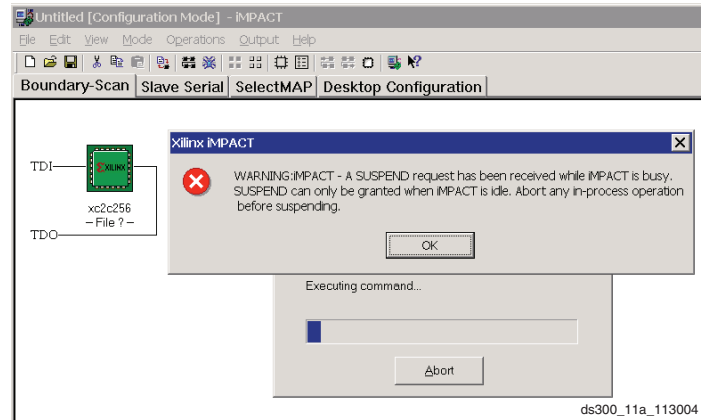 Untitled [Configuration Mode] - iMPACT
File Edit View Mode Operations Output Help
Boundary-Scan Slave Serial SelectMAP Desktop Configuration
Xilinx iMPACT
WARNING:iMPACT - A SUSPEND request has been received while iMPACT is busy.
SUSPEND can only be granted when iMPACT is idle. Abort any in-process operation
before suspending.
OK
TDI
XILINX
xc2c256
– File ? –
TDO
Executing command...
Abort
ds300_11a_113004